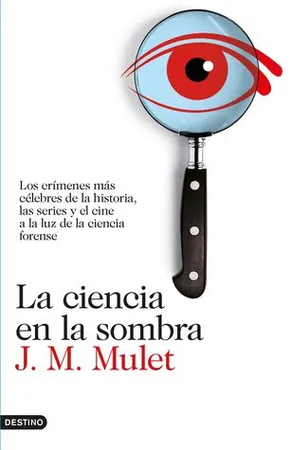 Los crímenes más
célebres de la historia,
las series y el cine
a la luz de la ciencia
forense
La ciencia
en la sombra
J. M. Mulet
DESTINO